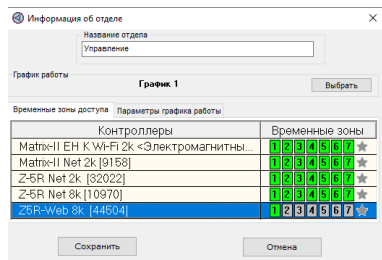 Информация об отделе
Название отдела
Управление
График работы
График 1
Выбрать
Временные зоны доступа Параметры графика работы
Контроллеры Временные зоны
Matrix-II EH K Wi-Fi 2k <Электромагнитны... 1 2 3 4 5 6 7
Matrix-II Net 2k [9158] 1 2 3 4 5 6 7
Z-5R Net 2k [32022] 1 2 3 4 5 6 7
Z-5R Net 8k [10970] 1 2 3 4 5 6 7
Z5R-Web 8k [44504] 1 2 3 4 5 6 7
Сохранить Отмена